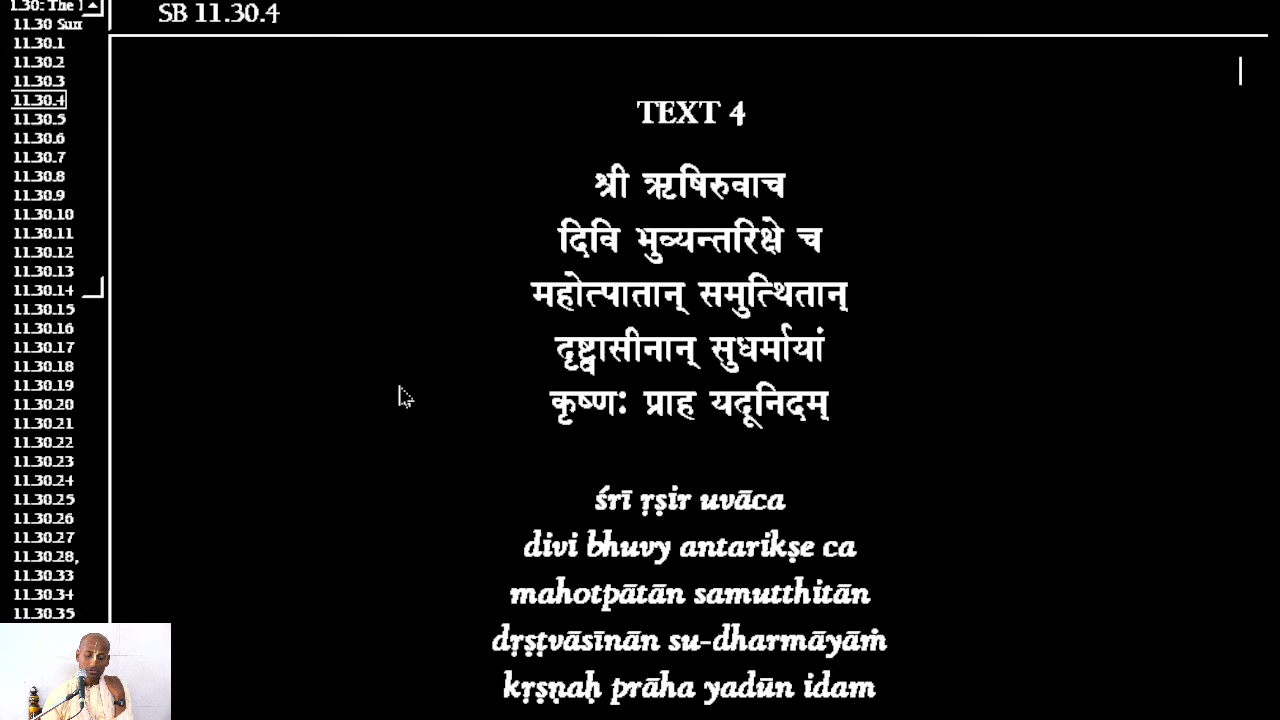 1.30: The
11.30 Sum
11.30.1
11.30.2
11.30.3
11.30.4
11.30.5
11.30.6
11.30.7
11.30.8
11.30.9
11.30.10
11.30.11
11.30.12
11.30.13
11.30.14
11.30.15
11.30.16
11.30.17
11.30.18
11.30.19
11.30.20
11.30.21
11.30.22
11.30.23
11.30.24
11.30.25
11.30.26
11.30.27
11.30.28,
11.30.33
11.30.34
11.30.35
SB 11.30.4
TEXT 4
श्री ऋषिरुवाच
दिवि भुव्यन्तरिक्षे च
महोत्पातान् समुत्थितान्
दृष्ट्वासीनान् सुधर्मायां
कृष्णः प्राह यदूनिदम्
śrī ṛṣir uvāca
divi bhuvy antarikṣe ca
mahotpātān samutthitān
dṛṣṭvāsīnān su-dharmāyāṁ
kṛṣṇaḥ prāha yadūn idam